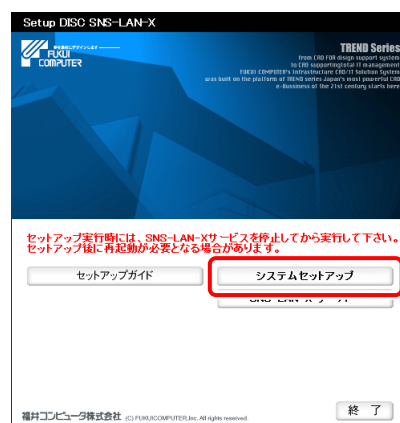 Setup DISC SNS-LAN-X
FUKUI
COMPUTER
TREND Series
from CAD FOR disign support system
to CAD supportingtotal IT management
FUKUI COMPUTER's Infrastructure CAD/IT Solution System
was built on the platform of TREND series Japan's most powerful CAD
e-Bussiness of the 21st century starts here
セットアップ実行時には、SNS-LAN-Xサービスを停止してから実行して下さい。
セットアップ後に再起動が必要となる場合があります。
セットアップガイド
システムセットアップ
終 了
福井コンピュータ株式会社 (C) FUKUICOMPUTER,Inc. All rights reserved.